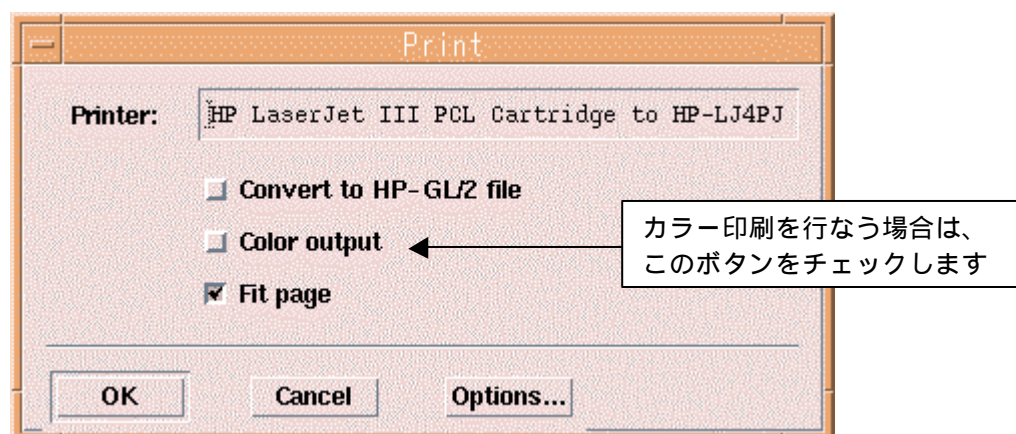 Print
Printer: HP LaserJet III PCL Cartridge to HP-LJ4PJ
Convert to HP-GL/2 file
Color output
カラー印刷を行なう場合は、
このボタンをチェックします
Fit page
OK Cancel Options...